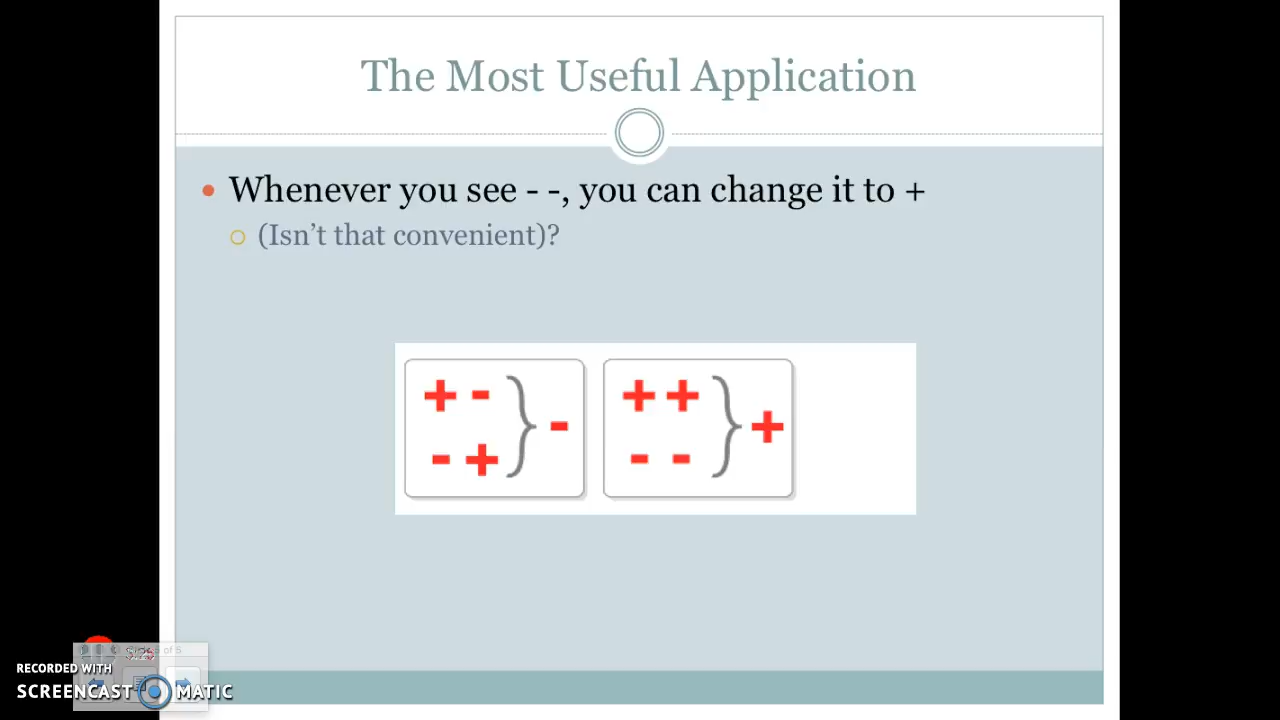 The Most Useful Application
Whenever you see - -, you can change it to +
(Isn't that convenient)?
+ - } -
- +
+ + } +
- -
RECORDED WITH
SCREENCAST MATIC